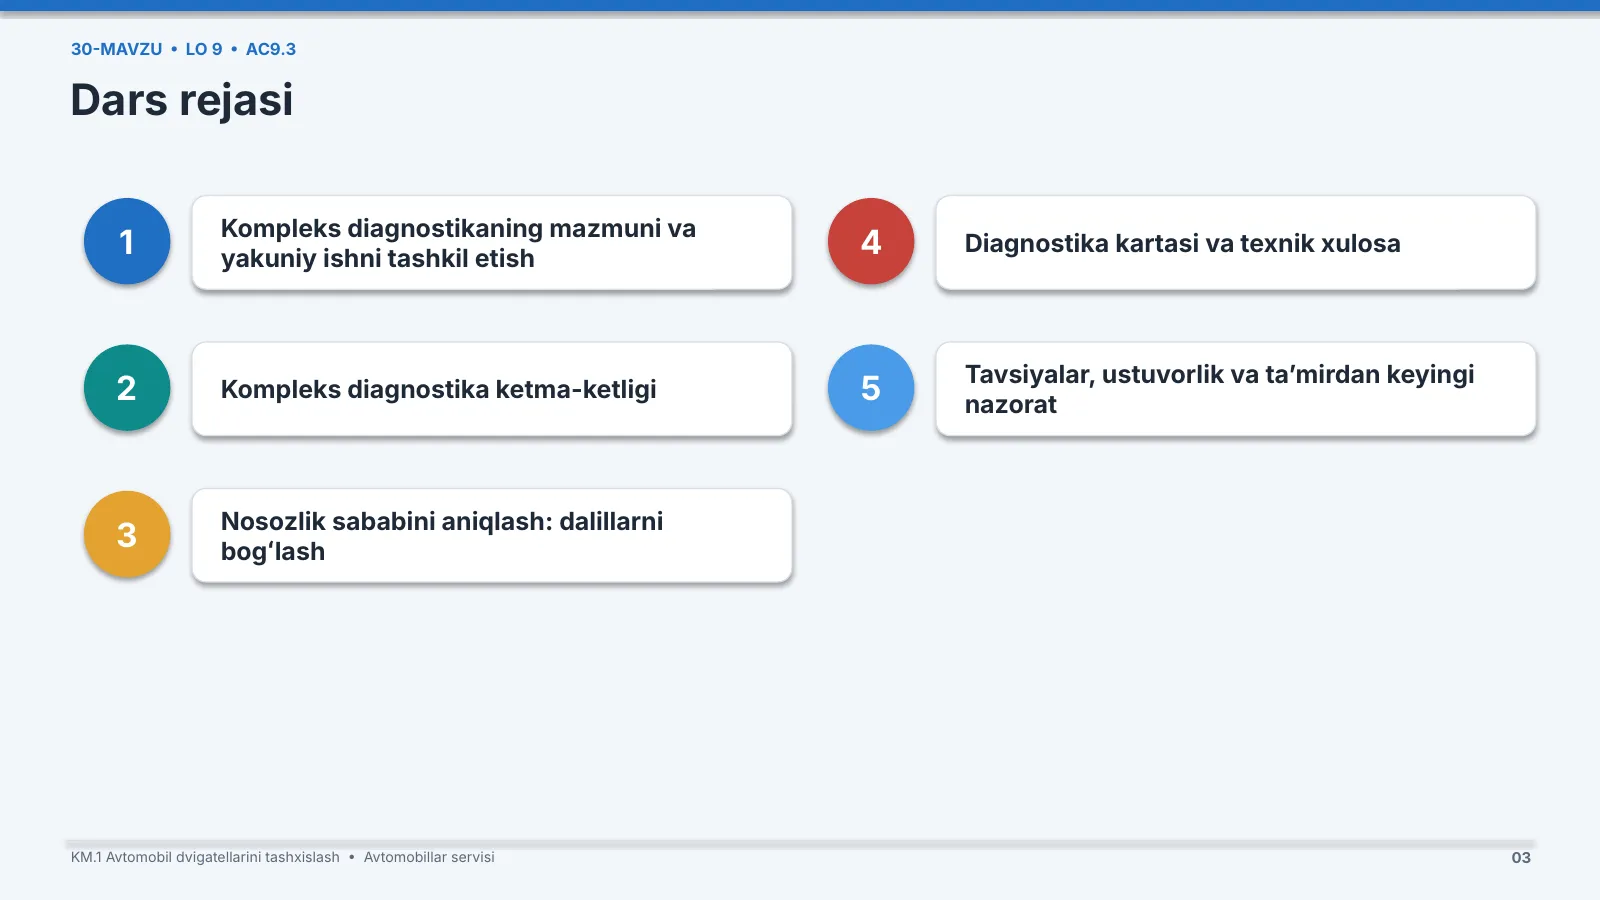 30-MAVZU • LO 9 • AC9.3
Dars rejasi
1
Kompleks diagnostikaning mazmuni va
yakuniy ishni tashkil etish
2
Kompleks diagnostika ketma-ketligi
3
Nosozlik sababini aniqlash: dalillarni
bogʻlash
4
Diagnostika kartasi va texnik xulosa
5
Tavsiyalar, ustuvorlik va ta’mirdan keyingi
nazorat
KM.1 Avtomobil dvigatellarini tashxislash • Avtomobillar servisi
03